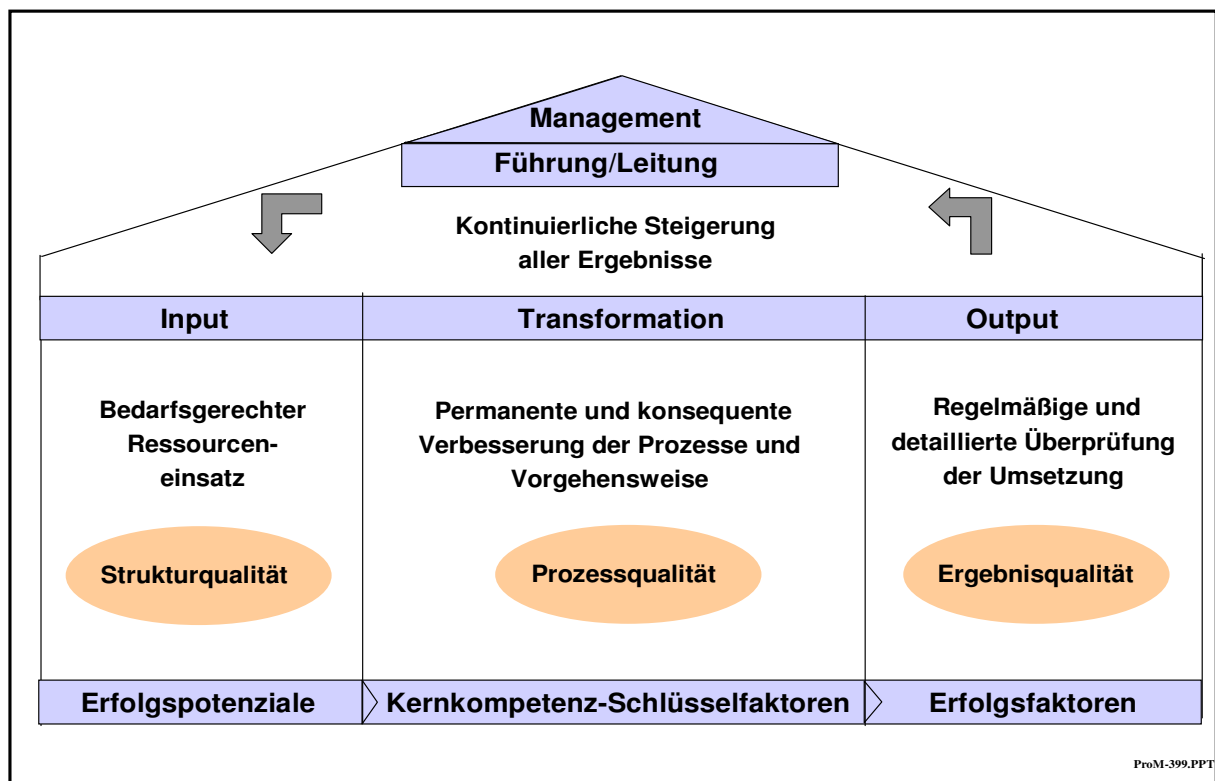 Management
Führung/Leitung
Kontinuierliche Steigerung
aller Ergebnisse
Input
Transformation
Output
Bedarfsgerechter
Ressourcen-
einsatz
Strukturqualität
Permanente und konsequente
Verbesserung der Prozesse und
Vorgehensweise
Prozessqualität
Regelmäßige und
detaillierte Überprüfung
der Umsetzung
Ergebnisqualität
Erfolgspotenziale
Kernkompetenz-Schlüsselfaktoren
Erfolgsfaktoren
ProM-399.PPT